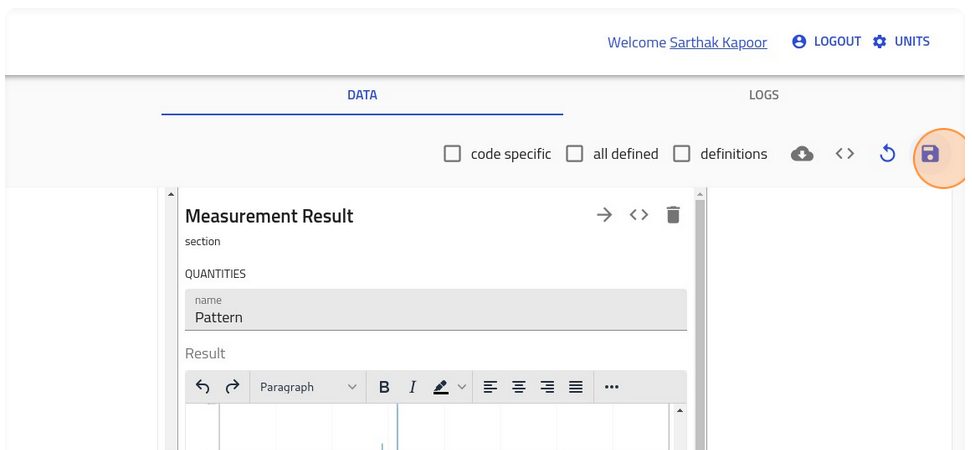 Welcome Sarthak Kapoor LOGOUT UNITS
DATA LOGS
code specific all defined definitions <>
Measurement Result <>
section
QUANTITIES
name
Pattern
Result
Paragraph B I